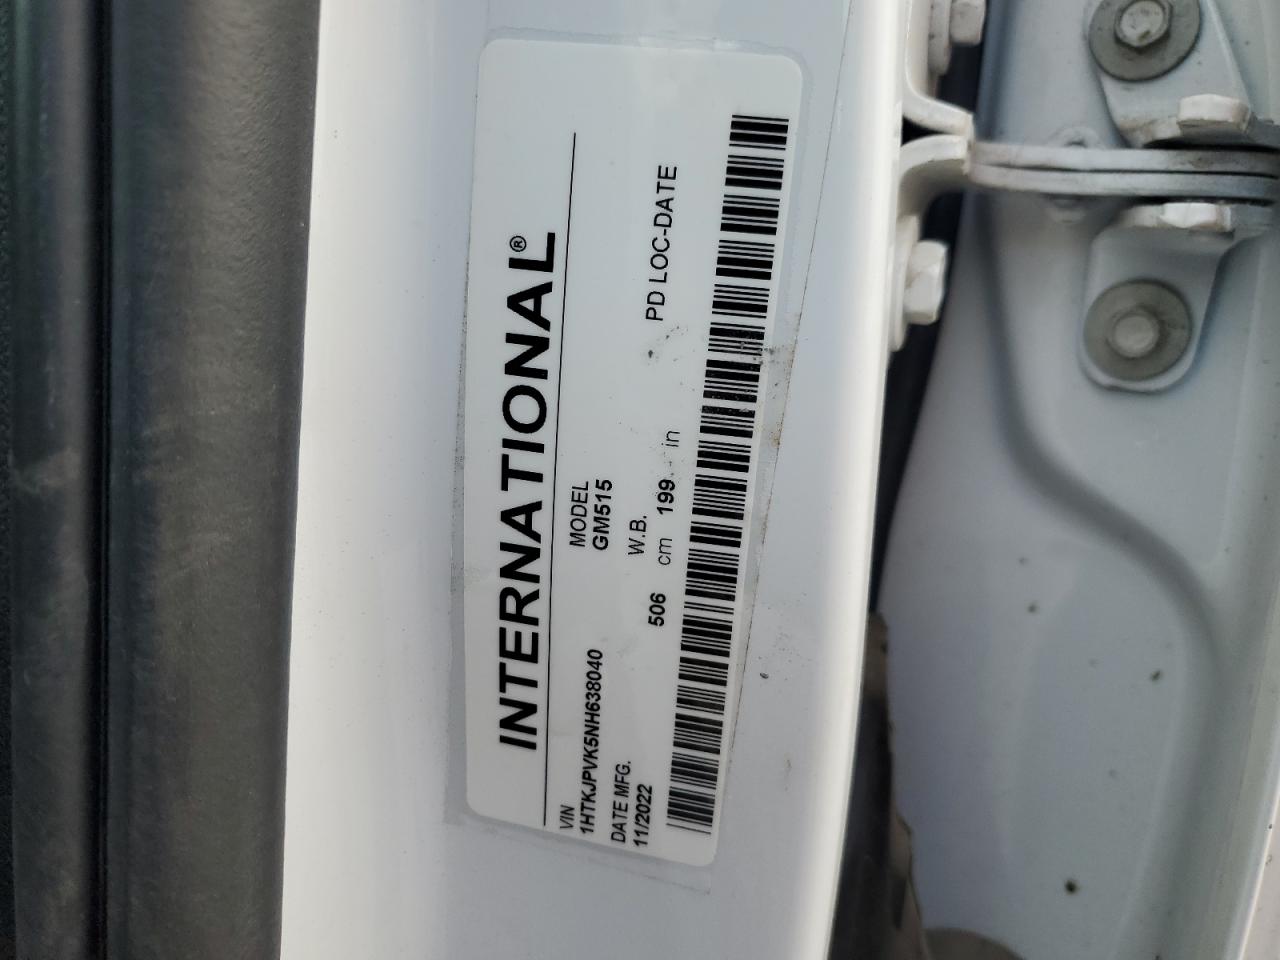 INTERNATIONAL®
VIN
1HTKJPVK5NH638040
MODEL
GM515
DATE MFG.
11/2022
W.B.
506 cm 199 in
PD LOC-DATE